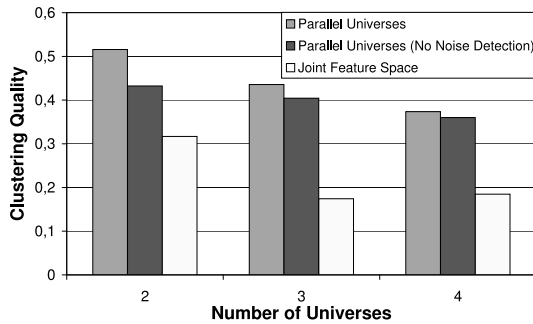 0,6
0,5
0,4
0,3
0,2
0,1
0
Clustering Quality
Parallel Universes
Parallel Universes (No Noise Detection)
Joint Feature Space
2
3
4
Number of Universes